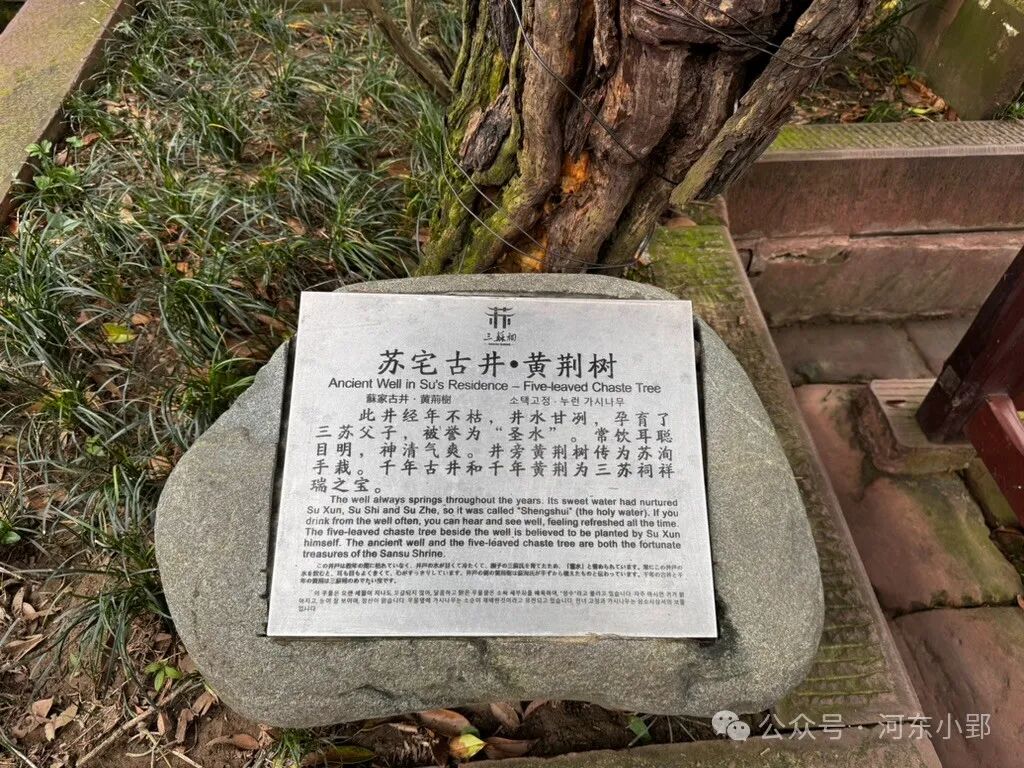 三蘇祠
苏宅古井·黄荆树
Ancient Well in Su's Residence – Five-leaved Chaste Tree
蘇家古井·黄荊樹 소택고정·누런 가시나무
此井经年不枯，井水甘冽，孕育了
三苏父子，被誉为“圣水”。常饮耳聪
目明，神清气爽。井旁黄荆树传为苏洵
手栽。千年古井和千年黄荆为三苏祠祥
瑞之宝。
The well always springs throughout the years. Its sweet water had nurtured
Su Xun, Su Shi and Su Zhe, so it was called "Shengshui" (the holy water). If you
drink from the well often, you can hear and see well, feeling refreshed all the time.
The five-leaved chaste tree beside the well is believed to be planted by Su Xun
himself. The ancient well and the five-leaved chaste tree are both the fortunate
treasures of the Sansu Shrine.
公众号·河东小郢